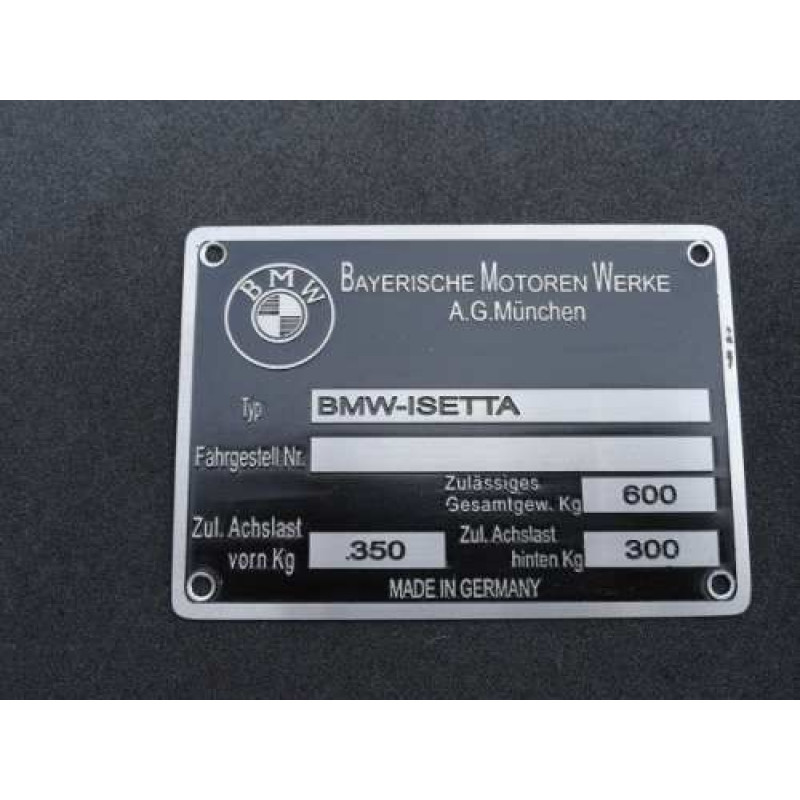 BMW
BAYERISCHE MOTOREN WERKE
A.G.München
Typ BMW-ISETTA
Fahrgestell Nr.
Zulässiges
Gesamtgew. Kg 600
Zul. Achslast
vorn Kg .350
Zul. Achslast
hinten Kg 300
MADE IN GERMANY